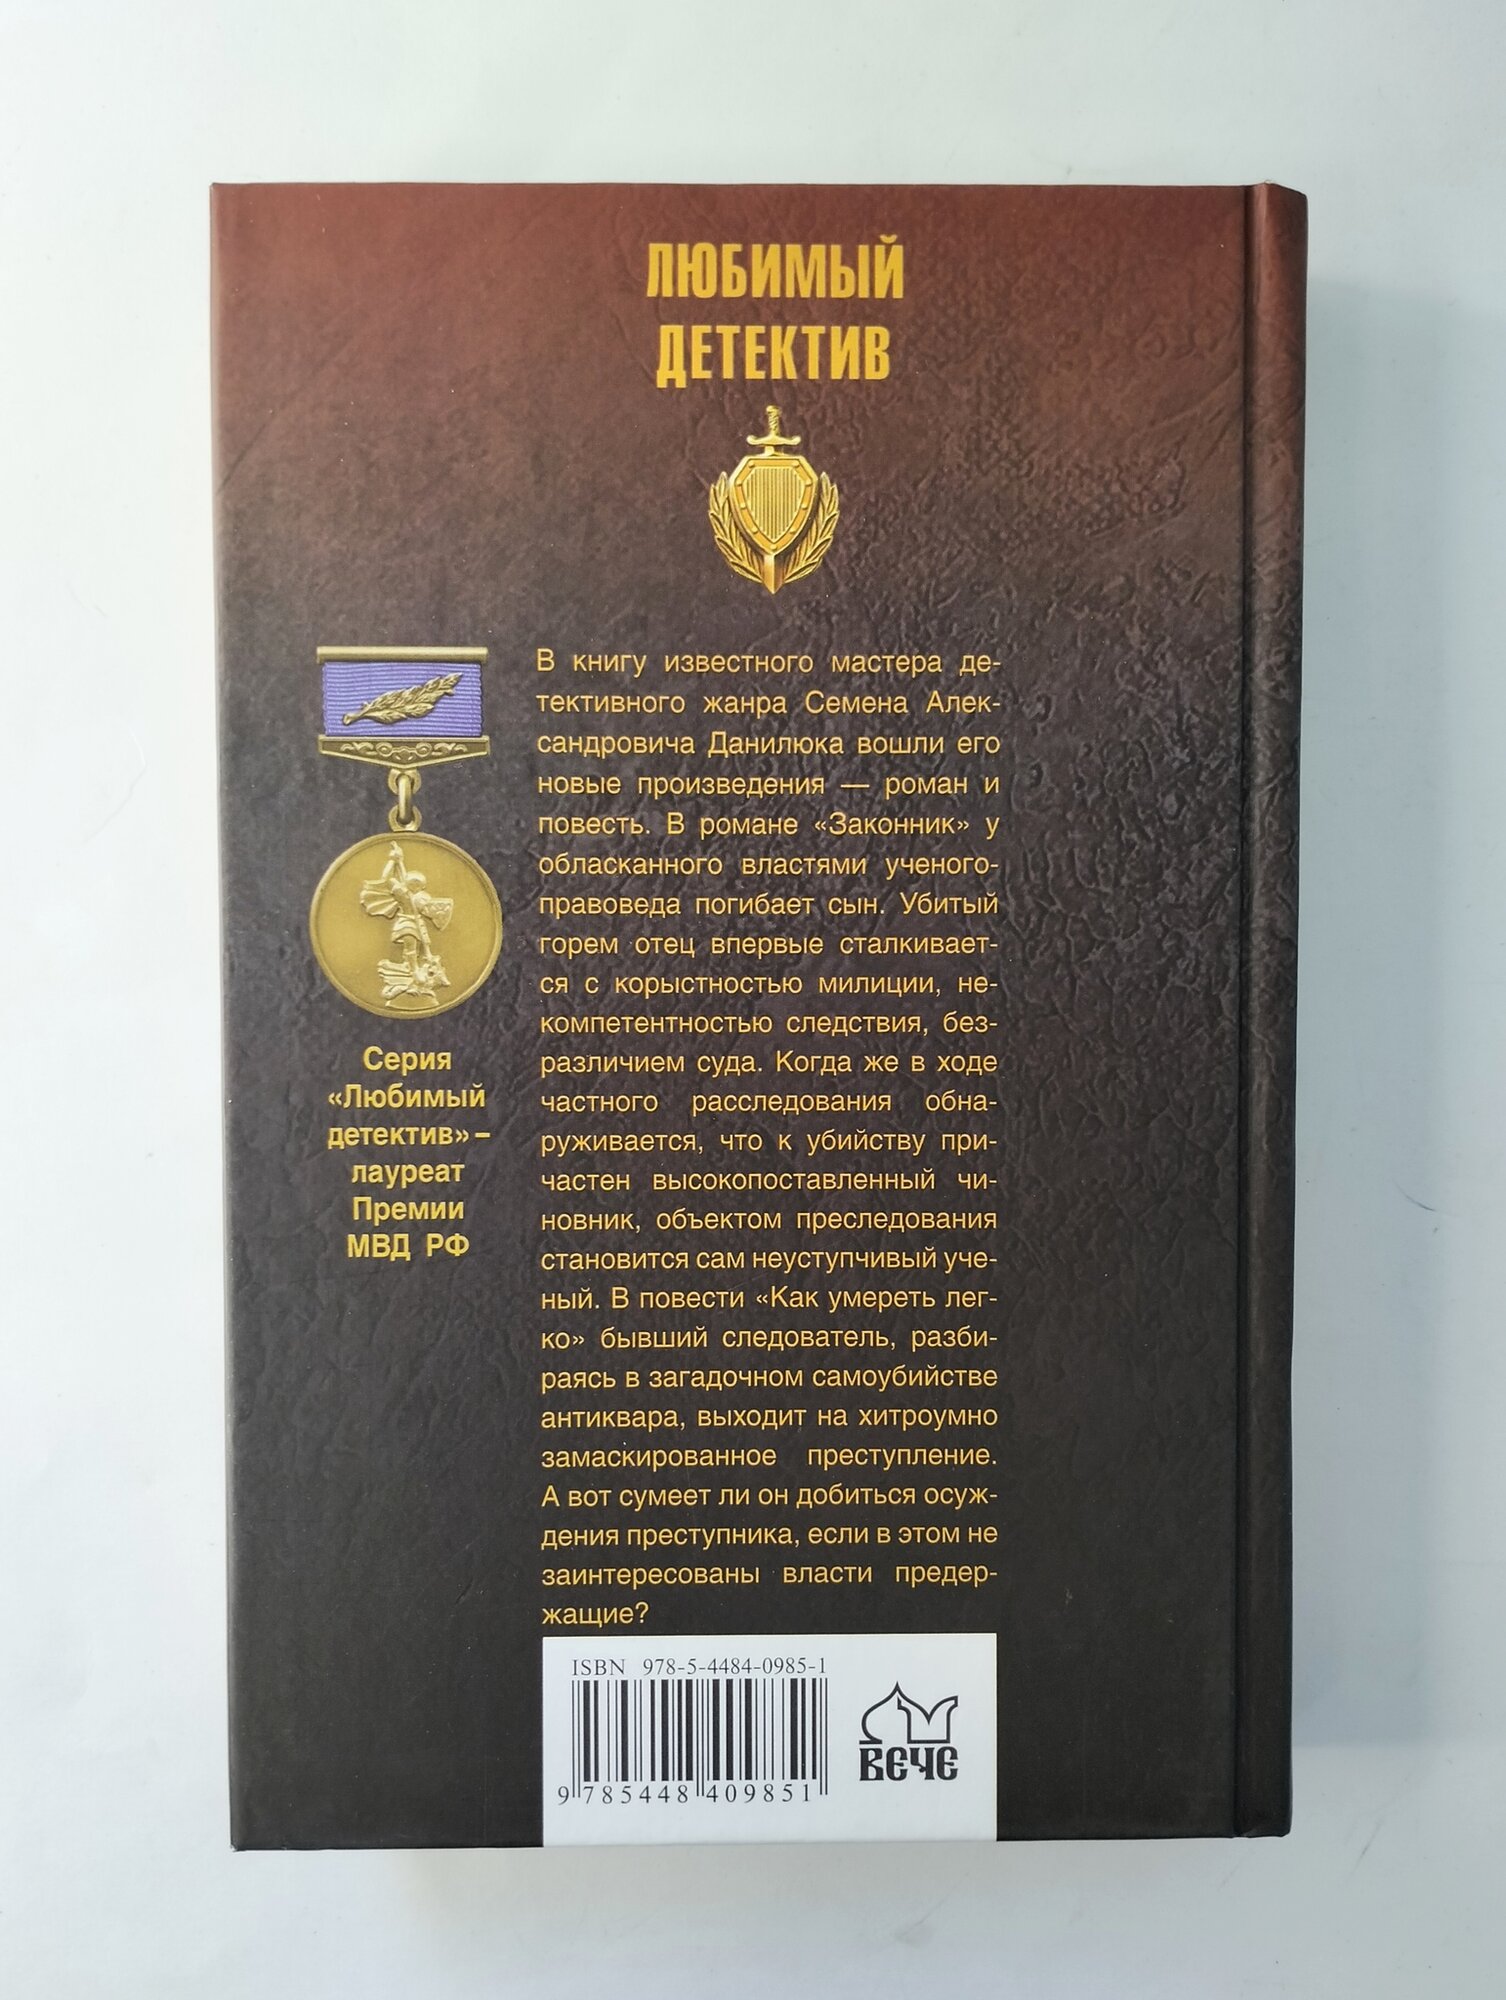 ЛЮБИМЫЙ
ДЕТЕКТИВ
В книгу известного мастера де-
тективного жанра Семена Алек-
сандровича Данилюка вошли его
новые произведения — роман и
повесть. В романе «Законник» у
обласканного властями ученого-
правоведа погибает сын. Убитый
горем отец впервые сталкивает-
ся с корыстностью милиции, не-
компетентностью следствия, без-
различием суда. Когда же в ходе
частного расследования обна-
руживается, что к убийству при-
частен высокопоставленный чи-
новник, объектом преследования
становится сам неуступчивый уче-
ный. В повести «Как умереть лег-
ко» бывший следователь, разби-
раясь в загадочном самоубийстве
антиквара, выходит на хитроумно
замаскированное преступление.
А вот сумеет ли он добиться осуж-
дения преступника, если в этом не
заинтересованы власти предер-
жащие?
Серия
«Любимый
детектив» –
лауреат
Премии
МВД РФ
ISBN 978-5-4484-0985-1
9 785448 409851
ВЕЧЕ